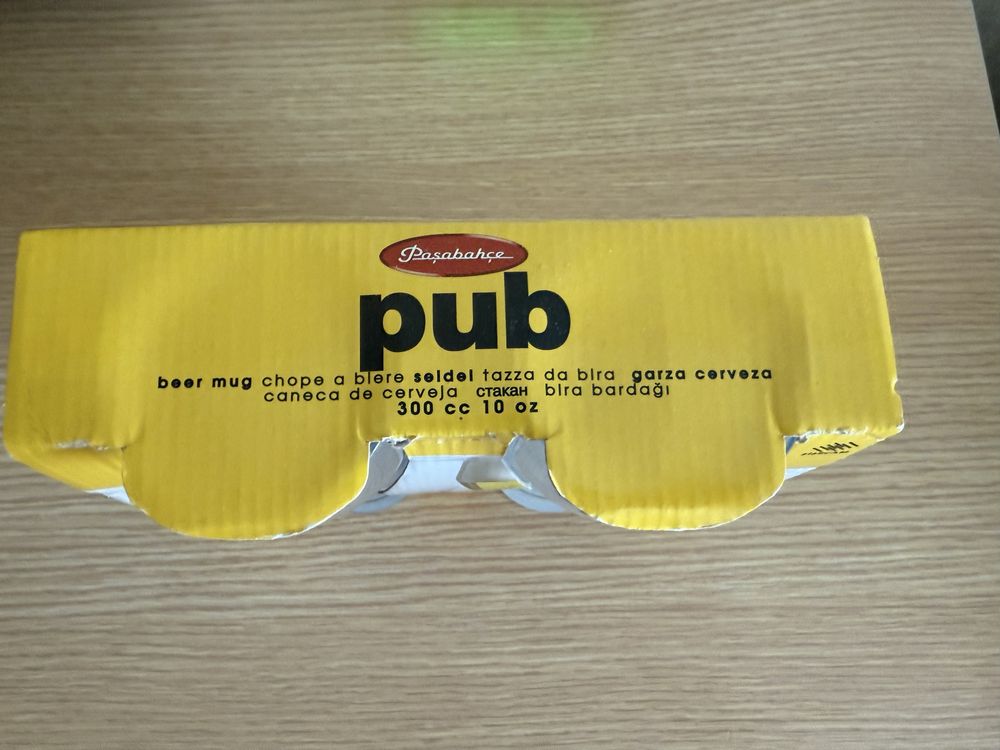 Paşabahçe
pub
beer mug chope a biere seidel tazza da bira garza cerveza
caneca de cerveja стакан bira bardağı
300 cc 10 oz